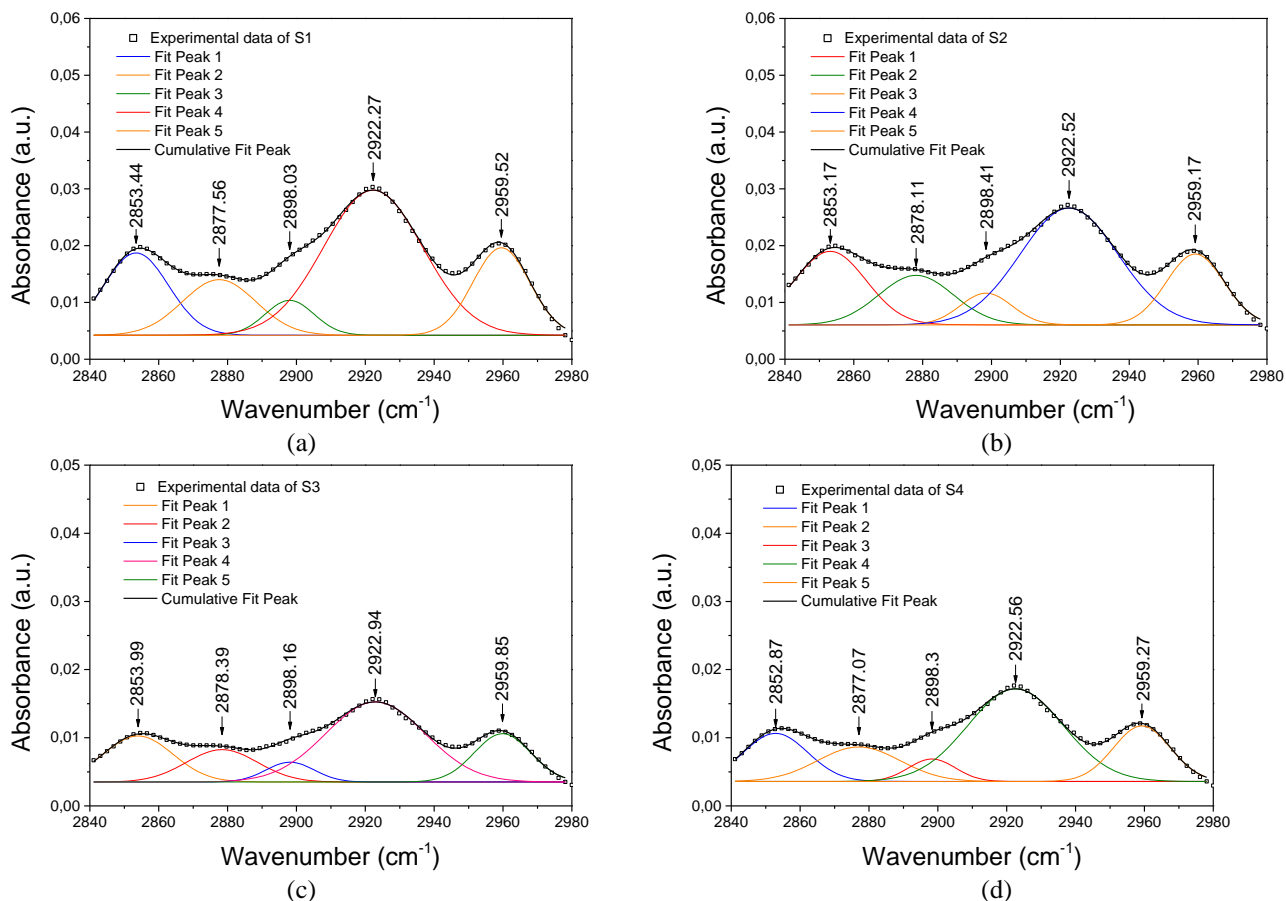 0,06
0,05
0,04
0,03
0,02
0,01
0,00
Absorbance (a.u.)
Experimental data of S1
Fit Peak 1
Fit Peak 2
Fit Peak 3
Fit Peak 4
Fit Peak 5
Cumulative Fit Peak
2853.44
2877.56
2898.03
2922.27
2959.52
2840 2860 2880 2900 2920 2940 2960 2980
Wavenumber (cm⁻¹)
(a)
0,06
0,05
0,04
0,03
0,02
0,01
0,00
Absorbance (a.u.)
Experimental data of S2
Fit Peak 1
Fit Peak 2
Fit Peak 3
Fit Peak 4
Fit Peak 5
Cumulative Fit Peak
2853.17
2878.11
2898.41
2922.52
2959.17
2840 2860 2880 2900 2920 2940 2960 2980
Wavenumber (cm⁻¹)
(b)
0,05
0,04
0,03
0,02
0,01
0,00
Absorbance (a.u.)
Experimental data of S3
Fit Peak 1
Fit Peak 2
Fit Peak 3
Fit Peak 4
Fit Peak 5
Cumulative Fit Peak
2853.99
2878.39
2898.16
2922.94
2959.85
2840 2860 2880 2900 2920 2940 2960 2980
Wavenumber (cm⁻¹)
(c)
0,05
0,04
0,03
0,02
0,01
0,00
Absorbance (a.u.)
Experimental data of S4
Fit Peak 1
Fit Peak 2
Fit Peak 3
Fit Peak 4
Fit Peak 5
Cumulative Fit Peak
2852.87
2877.07
2898.3
2922.56
2959.27
2840 2860 2880 2900 2920 2940 2960 2980
Wavenumber (cm⁻¹)
(d)